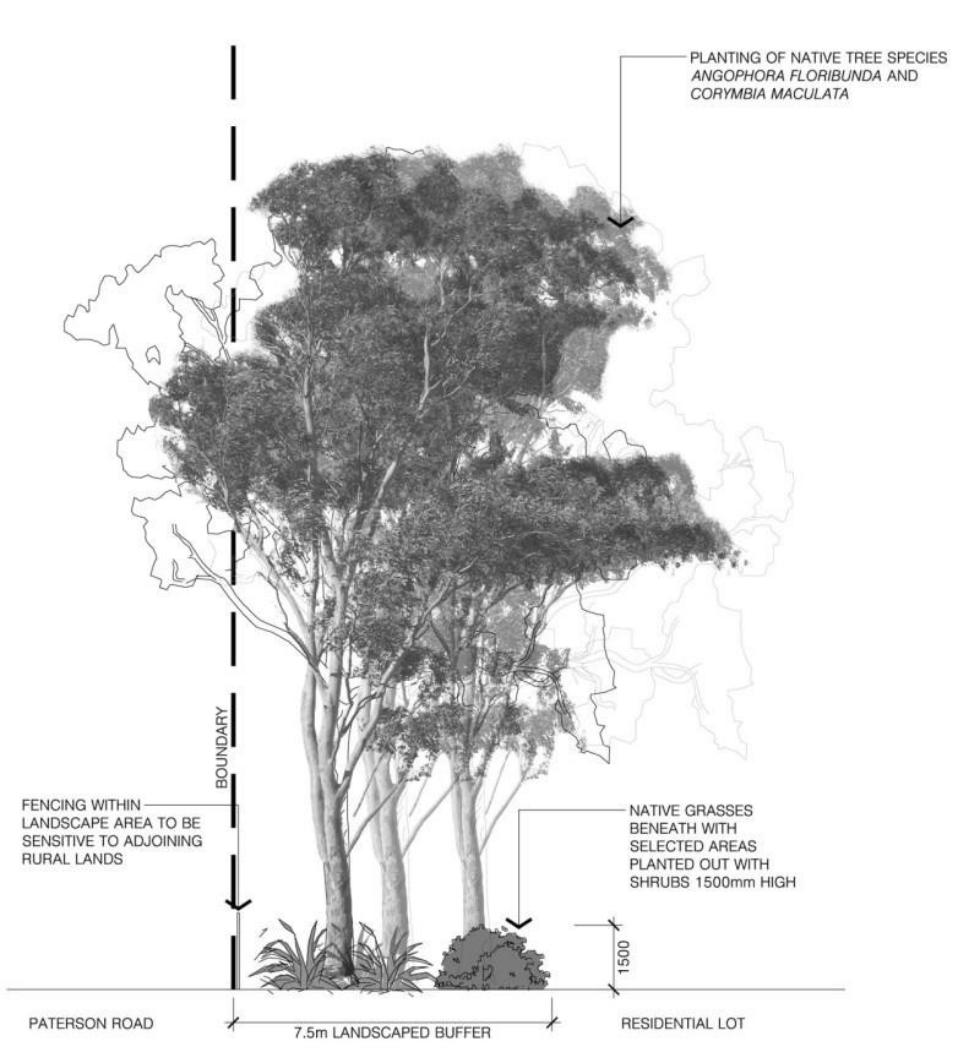 PLANTING OF NATIVE TREE SPECIES
ANGOPHORA FLORIBUNDA AND
CORYMBIA MACULATA
BOUNDARY
FENCING WITHIN
LANDSCAPE AREA TO BE
SENSITIVE TO ADJOINING
RURAL LANDS
NATIVE GRASSES
BENEATH WITH
SELECTED AREAS
PLANTED OUT WITH
SHRUBS 1500mm HIGH
1500
PATERSON ROAD
7.5m LANDSCAPED BUFFER
RESIDENTIAL LOT